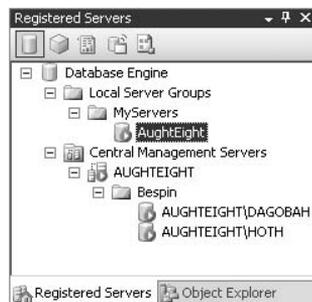 Registered Servers
Database Engine
Local Server Groups
MyServers
AughtEight
Central Management Servers
AUGHTEIGHT
Bespin
AUGHTEIGHT\DAGOBAH
AUGHTEIGHT\HOTH
Registered Servers Object Explorer